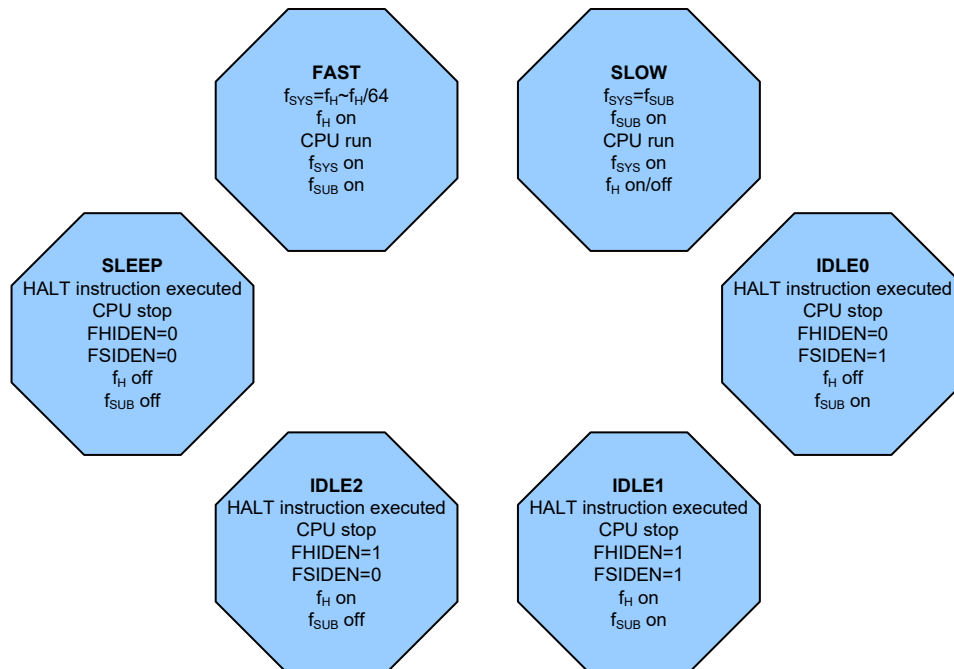 FAST
fSYS=fH~fH/64
fH on
CPU run
fSYS on
fSUB on
SLOW
fSYS=fSUB
fSUB on
CPU run
fSYS on
fH on/off
SLEEP
HALT instruction executed
CPU stop
FHIDEN=0
FSIDEN=0
fH off
fSUB off
IDLE0
HALT instruction executed
CPU stop
FHIDEN=0
FSIDEN=1
fH off
fSUB on
IDLE2
HALT instruction executed
CPU stop
FHIDEN=1
FSIDEN=0
fH on
fSUB off
IDLE1
HALT instruction executed
CPU stop
FHIDEN=1
FSIDEN=1
fH on
fSUB on